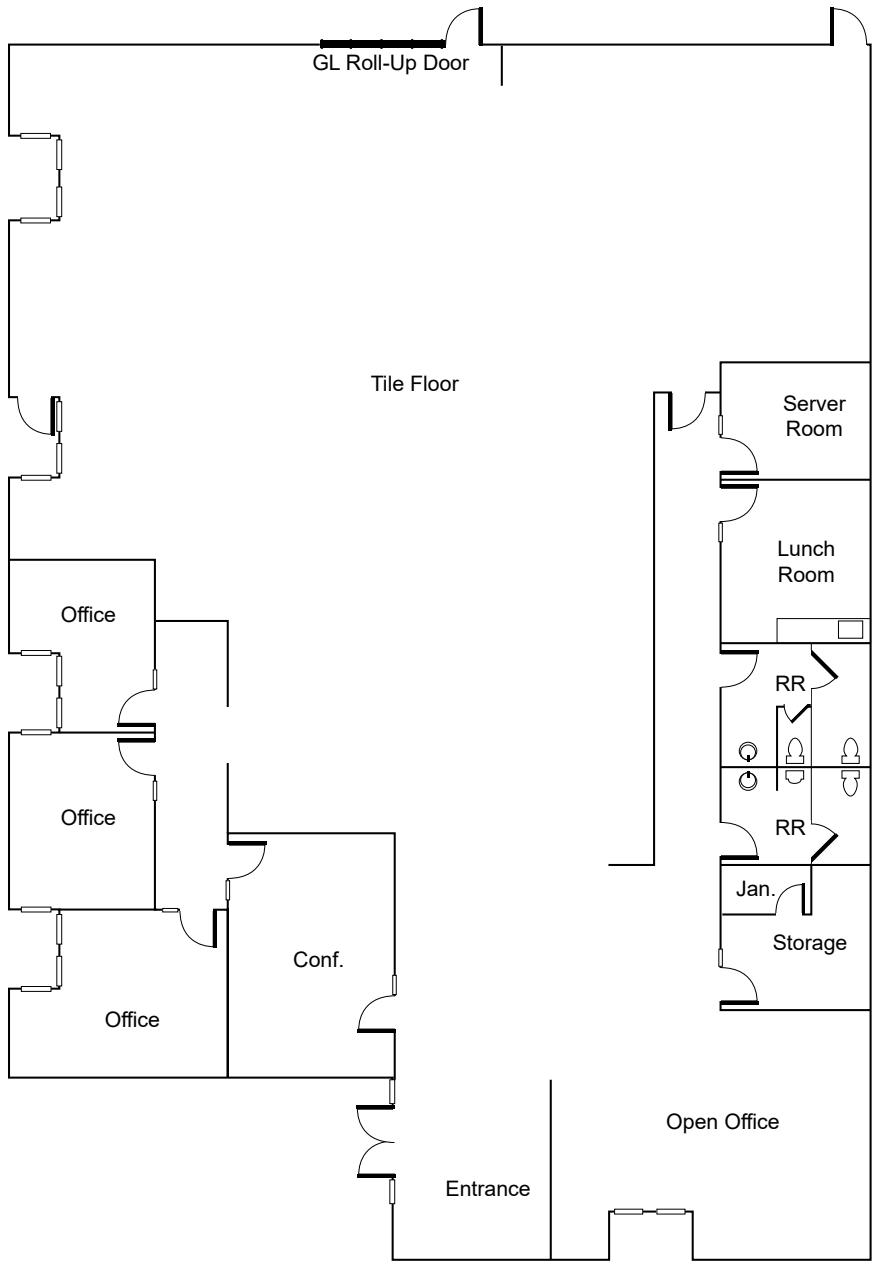 GL Roll-Up Door
Tile Floor
Server
Room
Lunch
Room
Office
RR
Office
RR
Jan.
Storage
Conf.
Office
Open Office
Entrance